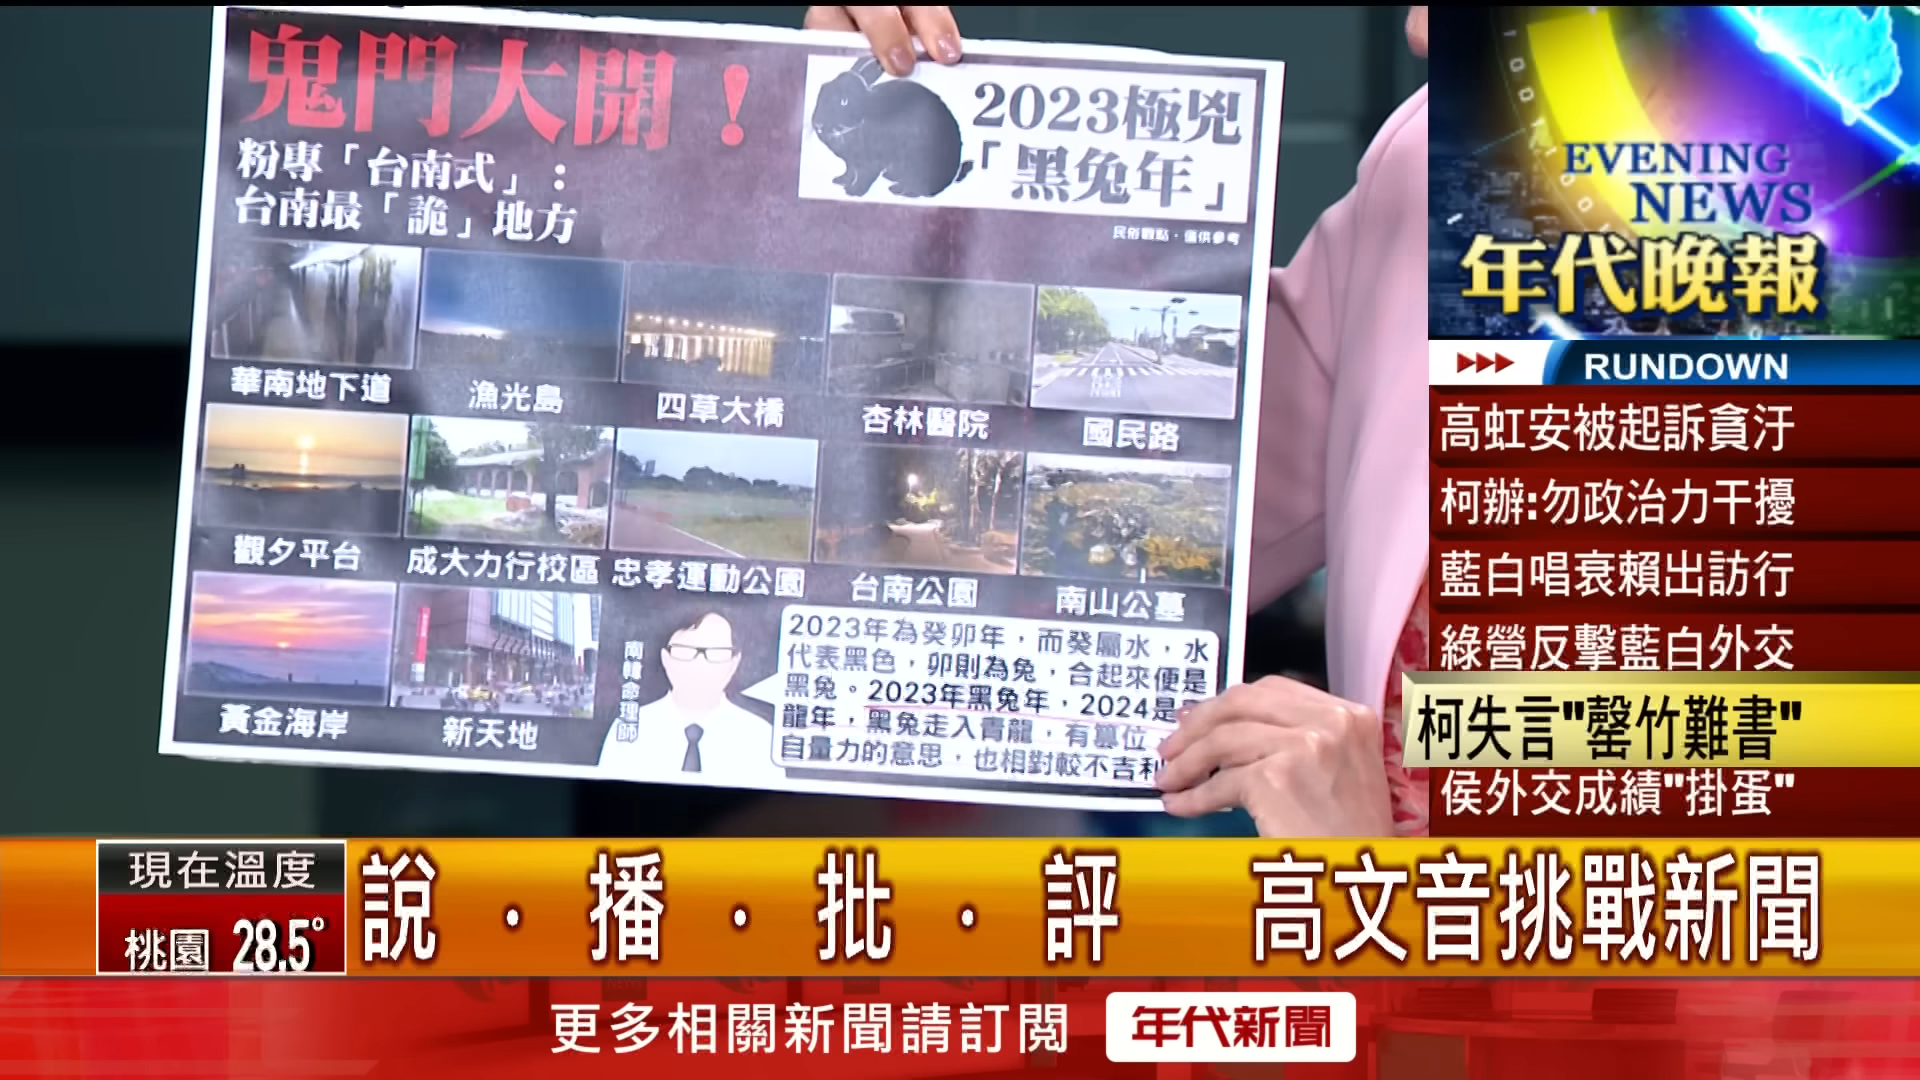 鬼門大開！
粉專「台南式」：
台南最「詭」地方
2023極兇
「黑兔年」
民俗觀點．僅供參考
華南地下道
漁光島
四草大橋
杏林醫院
國民路
觀夕平台
成大力行校區
忠孝運動公園
台南公園
南山公墓
黃金海岸
新天地
南韓命理師
2023年為癸卯年，而癸屬水，水
代表黑色，卯則為兔，合起來便是
黑兔。2023年黑兔年，2024是
龍年，黑兔走入青龍，有篡位
自量力的意思，也相對較不吉利
EVENING
NEWS
年代晚報
RUNDOWN
高虹安被起訴貪汙
柯辦:勿政治力干擾
藍白唱衰賴出訪行
綠營反擊藍白外交
柯失言"罄竹難書"
侯外交成績"掛蛋"
現在溫度
桃園 28.5°
說．播．批．評 高文音挑戰新聞
更多相關新聞請訂閱 年代新聞